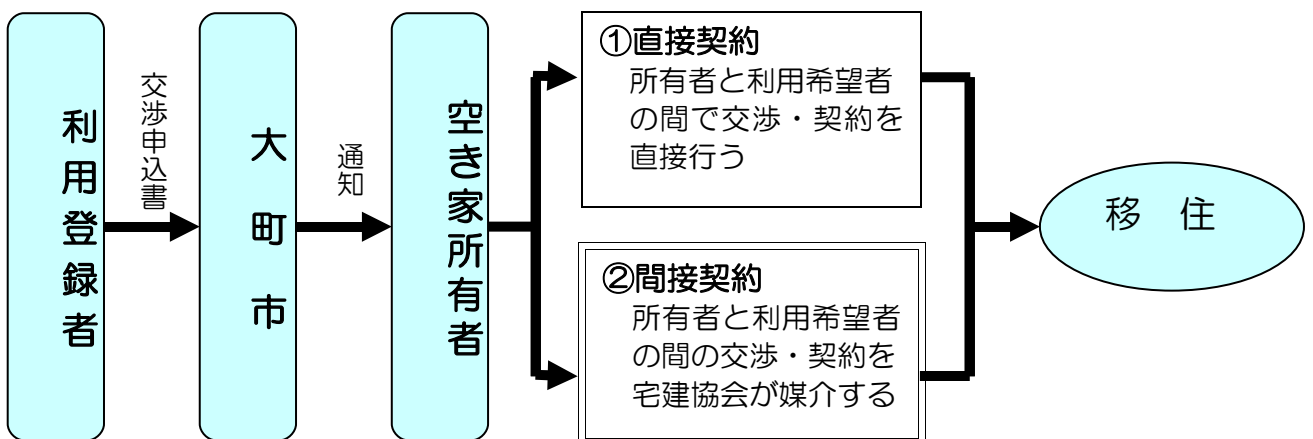 利用登録者
交渉申込書
大町市
通知
空き家所有者
①直接契約
所有者と利用希望者
の間で交渉・契約を
直接行う
②間接契約
所有者と利用希望者
の間の交渉・契約を
宅建協会が媒介する
移 住